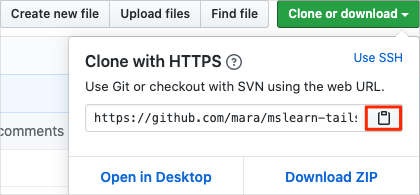 Create new file Upload files Find file Clone or download
Clone with HTTPS ? Use SSH
Use Git or checkout with SVN using the web URL.
https://github.com/mara/mslearn-tails
comments
Open in Desktop Download ZIP